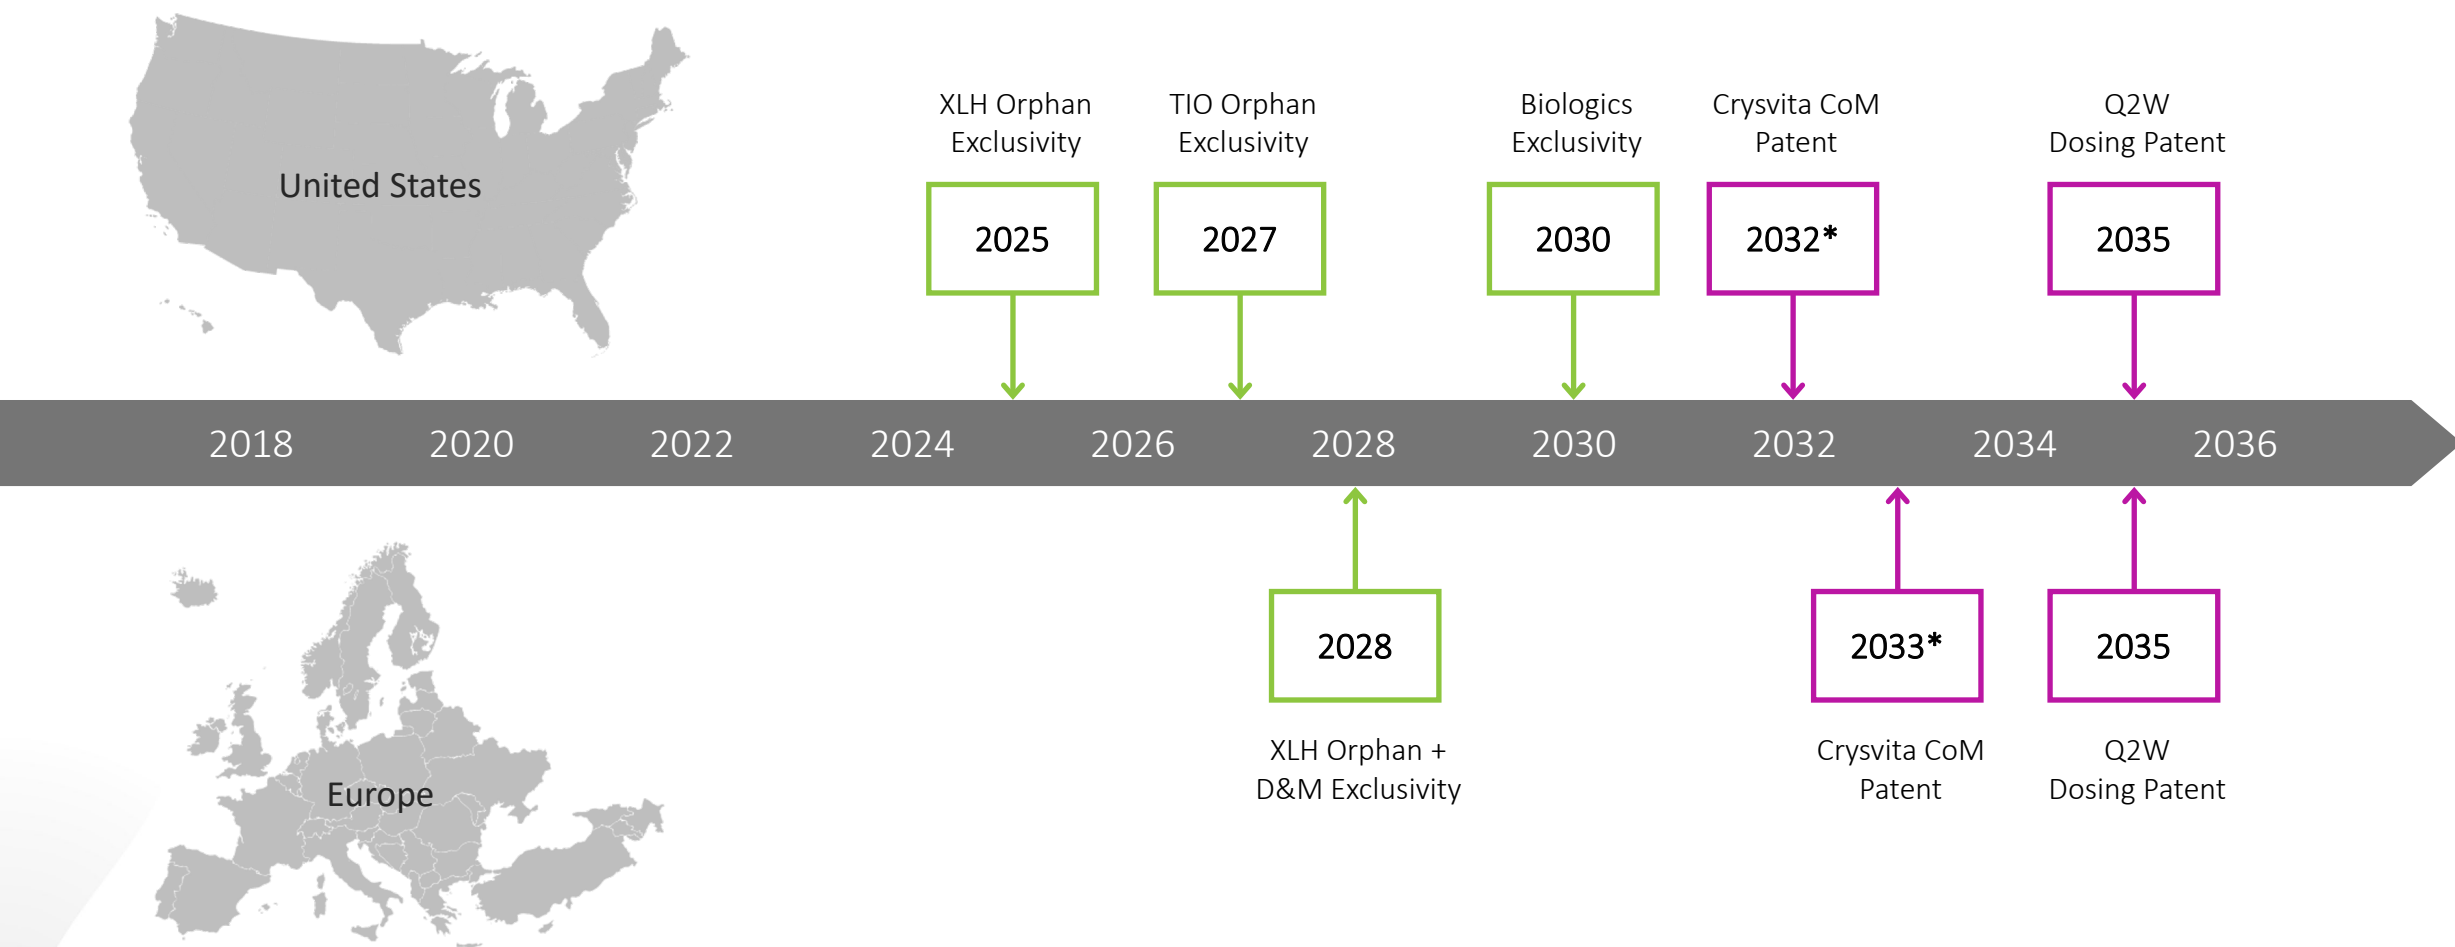 United States
XLH Orphan
Exclusivity
2025
TIO Orphan
Exclusivity
2027
Biologics
Exclusivity
2030
Crysvita CoM
Patent
2032*
Q2W
Dosing Patent
2035
2018 2020 2022 2024 2026 2028 2030 2032 2034 2036
Europe
2028
XLH Orphan +
D&M Exclusivity
2033*
Crysvita CoM
Patent
2035
Q2W
Dosing Patent